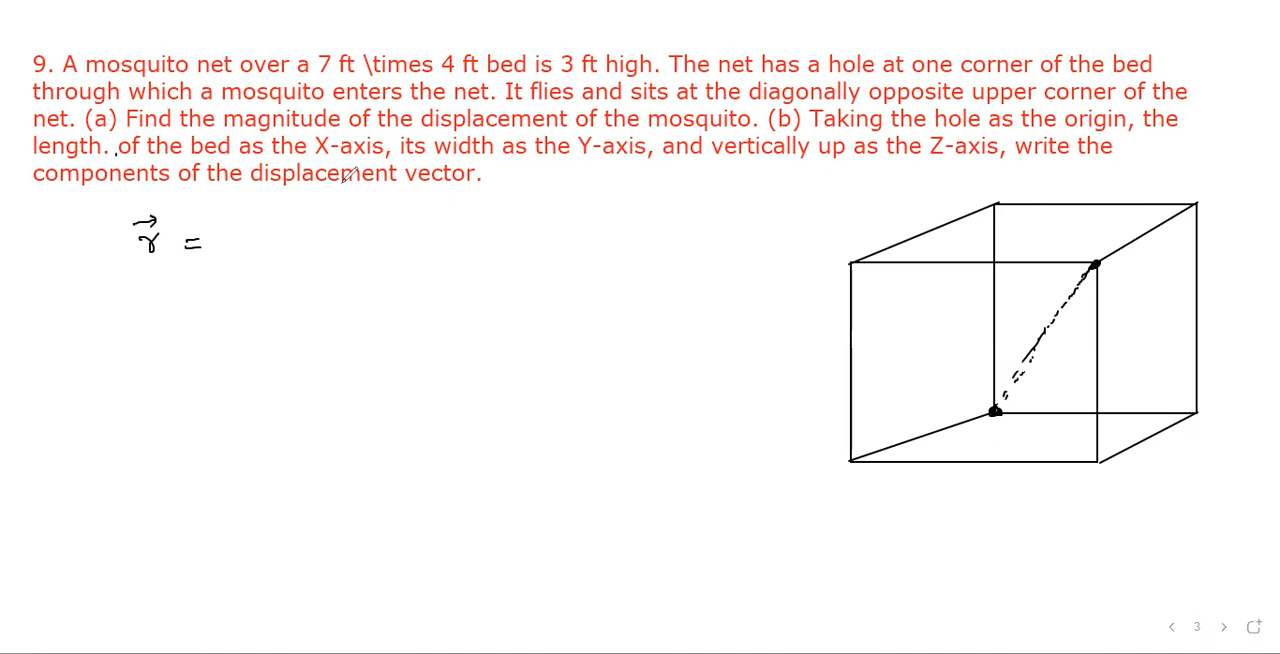 9. A mosquito net over a 7 ft \times 4 ft bed is 3 ft high. The net has a hole at one corner of the bed
through which a mosquito enters the net. It flies and sits at the diagonally opposite upper corner of the
net. (a) Find the magnitude of the displacement of the mosquito. (b) Taking the hole as the origin, the
length. of the bed as the X-axis, its width as the Y-axis, and vertically up as the Z-axis, write the
components of the displacement vector.
r⃗ =
< 3 >